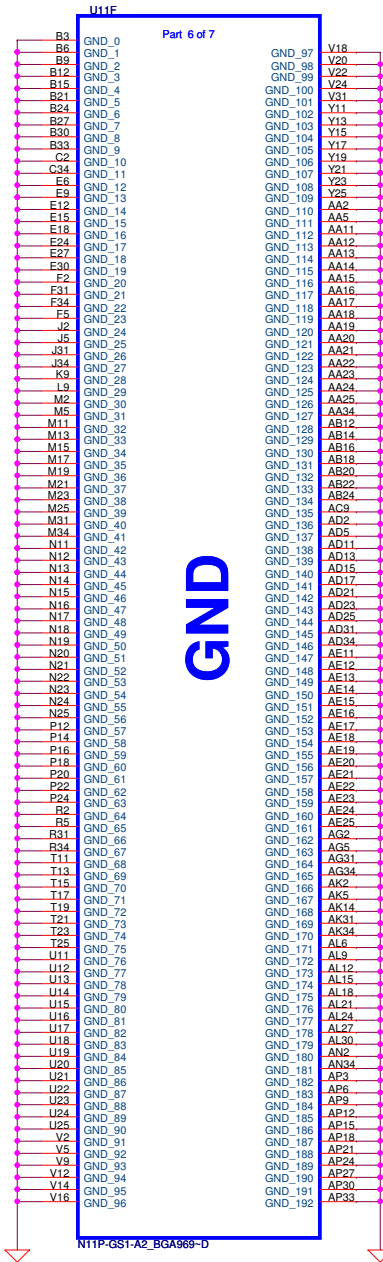 U11F
Part 6 of 7
B3 GND_0
B6 GND_1
B9 GND_2
B12 GND_3
B15 GND_4
B21 GND_5
B24 GND_6
B27 GND_7
B30 GND_8
B33 GND_9
C2 GND_10
C34 GND_11
E6 GND_12
E9 GND_13
E12 GND_14
E15 GND_15
E18 GND_16
E24 GND_17
E27 GND_18
E30 GND_19
F2 GND_20
F31 GND_21
F34 GND_22
F5 GND_23
J2 GND_24
J5 GND_25
J31 GND_26
J34 GND_27
K9 GND_28
L9 GND_29
M2 GND_30
M5 GND_31
M11 GND_32
M13 GND_33
M15 GND_34
M17 GND_35
M19 GND_36
M21 GND_37
M23 GND_38
M25 GND_39
M31 GND_40
M34 GND_41
N11 GND_42
N12 GND_43
N13 GND_44
N14 GND_45
N15 GND_46
N16 GND_47
N17 GND_48
N18 GND_49
N19 GND_50
N20 GND_51
N21 GND_52
N22 GND_53
N23 GND_54
N24 GND_55
N25 GND_56
P12 GND_57
P14 GND_58
P16 GND_59
P18 GND_60
P20 GND_61
P22 GND_62
P24 GND_63
R2 GND_64
R5 GND_65
R31 GND_66
R34 GND_67
T11 GND_68
T13 GND_69
T15 GND_70
T17 GND_71
T19 GND_72
T21 GND_73
T23 GND_74
T25 GND_75
U11 GND_76
U12 GND_77
U13 GND_78
U14 GND_79
U15 GND_80
U16 GND_81
U17 GND_82
U18 GND_83
U19 GND_84
U20 GND_85
U21 GND_86
U22 GND_87
U23 GND_88
U24 GND_89
U25 GND_90
V2 GND_91
V5 GND_92
V9 GND_93
V12 GND_94
V14 GND_95
V16 GND_96
GND
GND_97 V18
GND_98 V20
GND_99 V22
GND_100 V24
GND_101 V31
GND_102 Y11
GND_103 Y13
GND_104 Y15
GND_105 Y17
GND_106 Y19
GND_107 Y21
GND_108 Y23
GND_109 Y25
GND_110 AA2
GND_111 AA5
GND_112 AA11
GND_113 AA12
GND_114 AA13
GND_115 AA14
GND_116 AA15
GND_117 AA16
GND_118 AA17
GND_119 AA18
GND_120 AA19
GND_121 AA20
GND_122 AA21
GND_123 AA22
GND_124 AA23
GND_125 AA24
GND_126 AA25
GND_127 AA34
GND_128 AB12
GND_129 AB14
GND_130 AB16
GND_131 AB18
GND_132 AB20
GND_133 AB22
GND_134 AB24
GND_135 AC9
GND_136 AD2
GND_137 AD5
GND_138 AD11
GND_139 AD13
GND_140 AD15
GND_141 AD17
GND_142 AD21
GND_143 AD23
GND_144 AD25
GND_145 AD31
GND_146 AD34
GND_147 AE11
GND_148 AE12
GND_149 AE13
GND_150 AE14
GND_151 AE15
GND_152 AE16
GND_153 AE17
GND_154 AE18
GND_155 AE19
GND_156 AE20
GND_157 AE21
GND_158 AE22
GND_159 AE23
GND_160 AE24
GND_161 AE25
GND_162 AG2
GND_163 AG5
GND_164 AG31
GND_165 AG34
GND_166 AK2
GND_167 AK5
GND_168 AK14
GND_169 AK31
GND_170 AK34
GND_171 AL6
GND_172 AL9
GND_173 AL12
GND_174 AL15
GND_175 AL18
GND_176 AL21
GND_177 AL24
GND_178 AL27
GND_179 AL30
GND_180 AN2
GND_181 AN34
GND_182 AP3
GND_183 AP6
GND_184 AP9
GND_185 AP12
GND_186 AP15
GND_187 AP18
GND_188 AP21
GND_189 AP24
GND_190 AP27
GND_191 AP30
GND_192 AP33
N11P-GS1-A2_BGA969~D